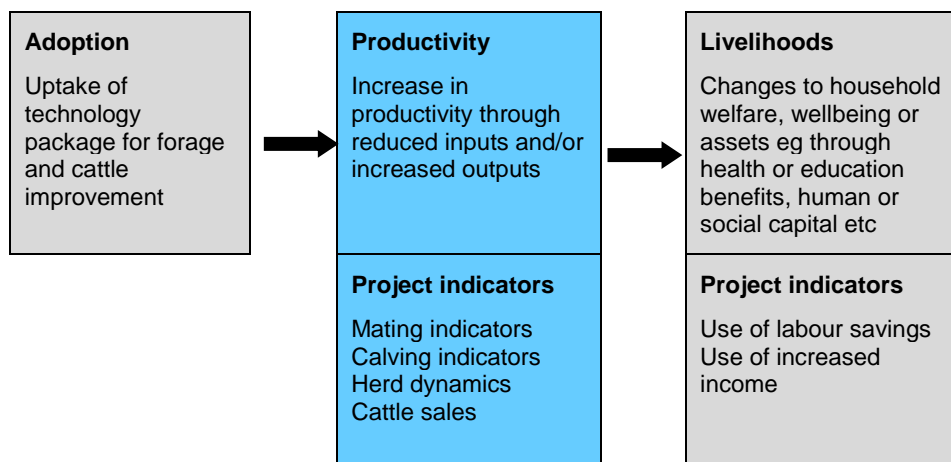 Adoption
Uptake of
technology
package for forage
and cattle
improvement
Productivity
Increase in
productivity through
reduced inputs and/or
increased outputs
Livelihoods
Changes to household
welfare, wellbeing or
assets eg through
health or education
benefits, human or
social capital etc
Project indicators
Mating indicators
Calving indicators
Herd dynamics
Cattle sales
Project indicators
Use of labour savings
Use of increased
income